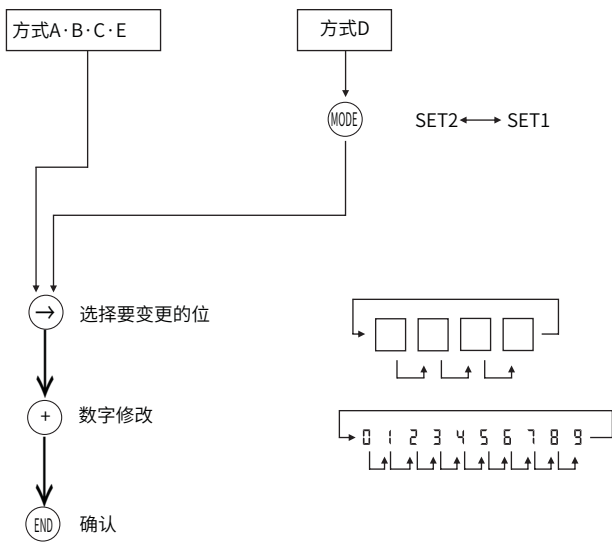 方式A·B·C·E
方式D
MODE
SET2 SET1
→ 选择要变更的位
+ 数字修改
0 1 2 3 4 5 6 7 8 9
END 确认